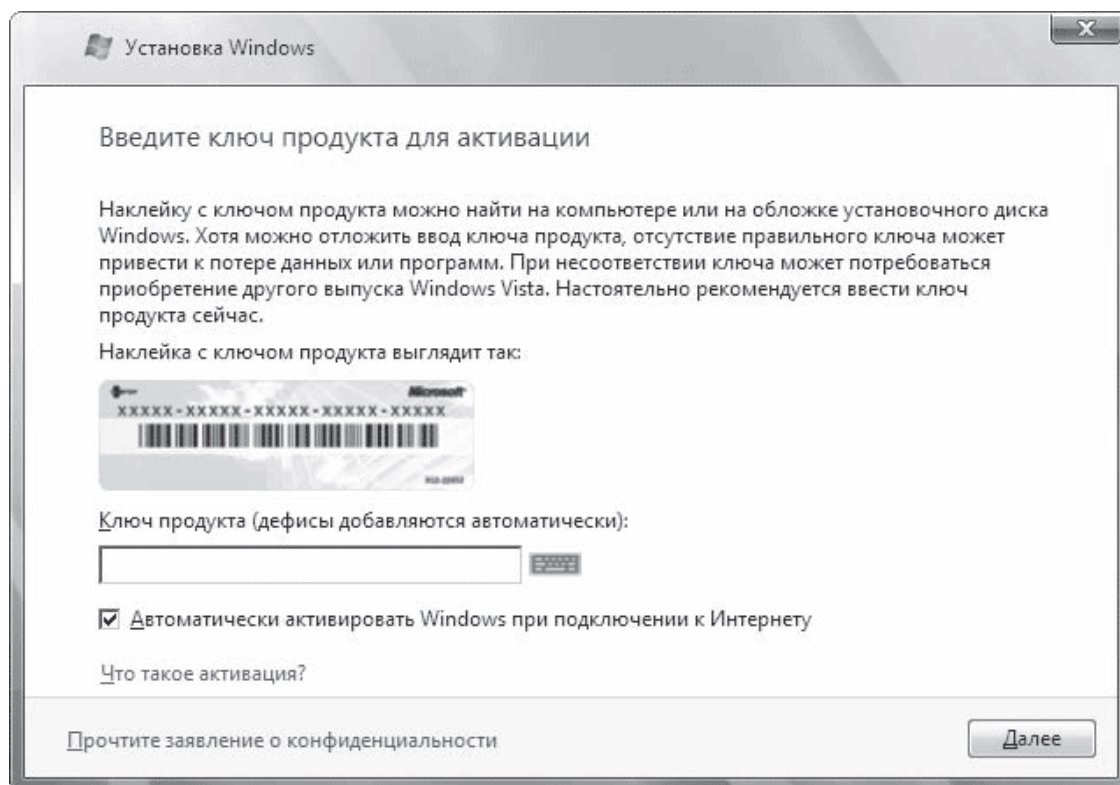 Установка Windows
Введите ключ продукта для активации
Наклейку с ключом продукта можно найти на компьютере или на обложке установочного диска
Windows. Хотя можно отложить ввод ключа продукта, отсутствие правильного ключа может
привести к потере данных или программ. При несоответствии ключа может потребоваться
приобретение другого выпуска Windows Vista. Настоятельно рекомендуется ввести ключ
продукта сейчас.
Наклейка с ключом продукта выглядит так:
Microsoft
XXXXX-XXXXX-XXXXX-XXXXX-XXXXX
Ключ продукта (дефисы добавляются автоматически):
Автоматически активировать Windows при подключении к Интернету
Что такое активация?
Прочтите заявление о конфиденциальности
Далее